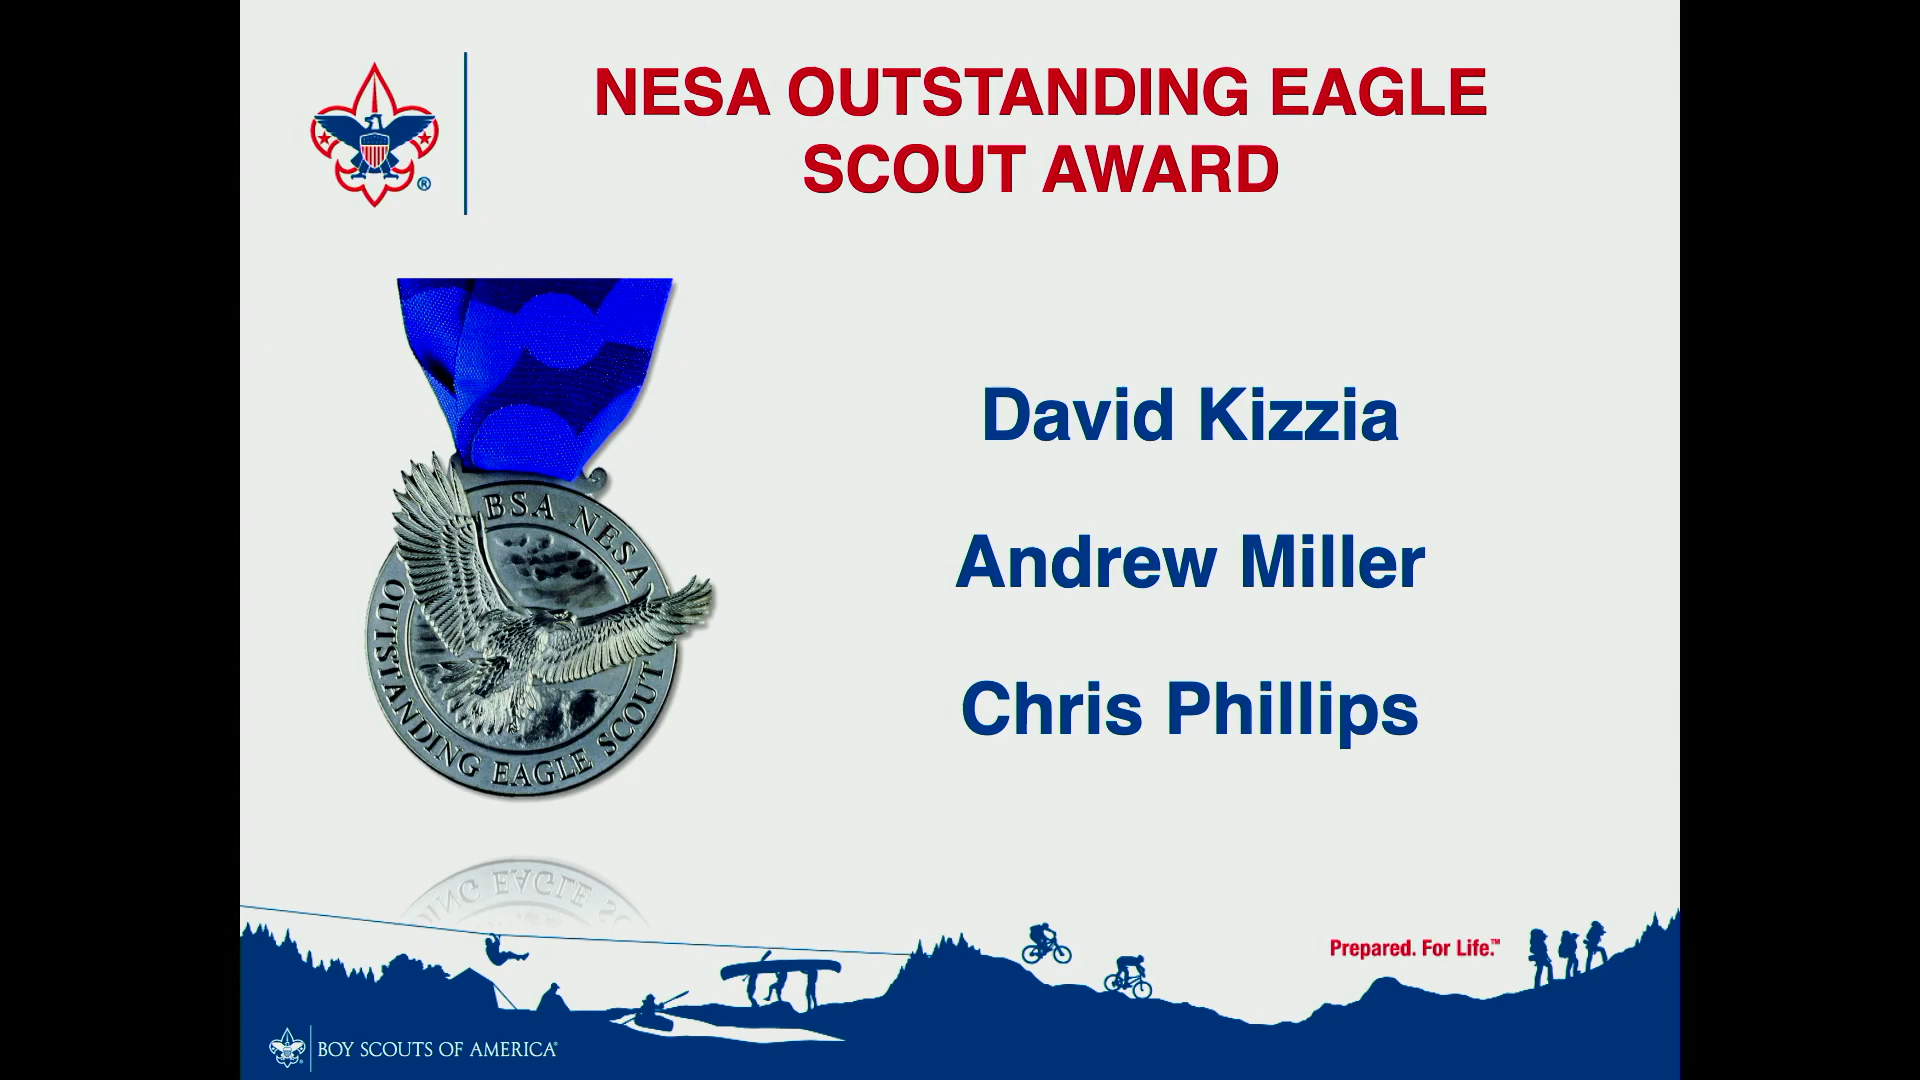 NESA OUTSTANDING EAGLE
SCOUT AWARD
®
David Kizzia
Andrew Miller
Chris Phillips
BSA NESA
OUTSTANDING EAGLE SCOUT
Prepared. For Life.™
BOY SCOUTS OF AMERICA®